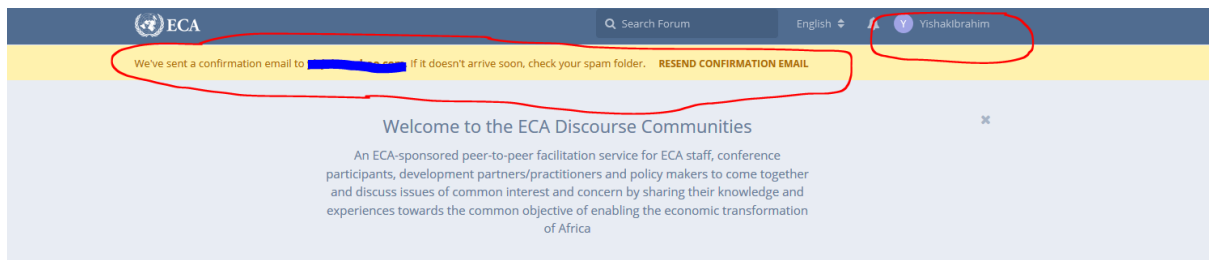 ECA
Search Forum
English
Y
YishakIbrahim
We've sent a confirmation email to . If it doesn't arrive soon, check your spam folder. RESEND CONFIRMATION EMAIL
Welcome to the ECA Discourse Communities
An ECA-sponsored peer-to-peer facilitation service for ECA staff, conference
participants, development partners/practitioners and policy makers to come together
and discuss issues of common interest and concern by sharing their knowledge and
experiences towards the common objective of enabling the economic transformation
of Africa